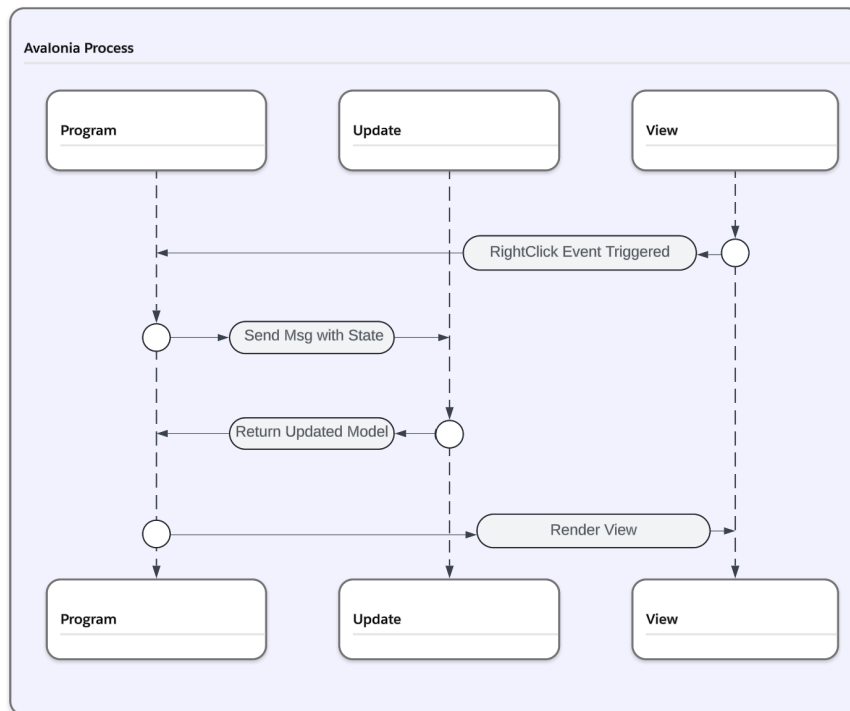 Avalonia Process
Program
Update
View
RightClick Event Triggered
Send Msg with State
Return Updated Model
Render View
Program
Update
View